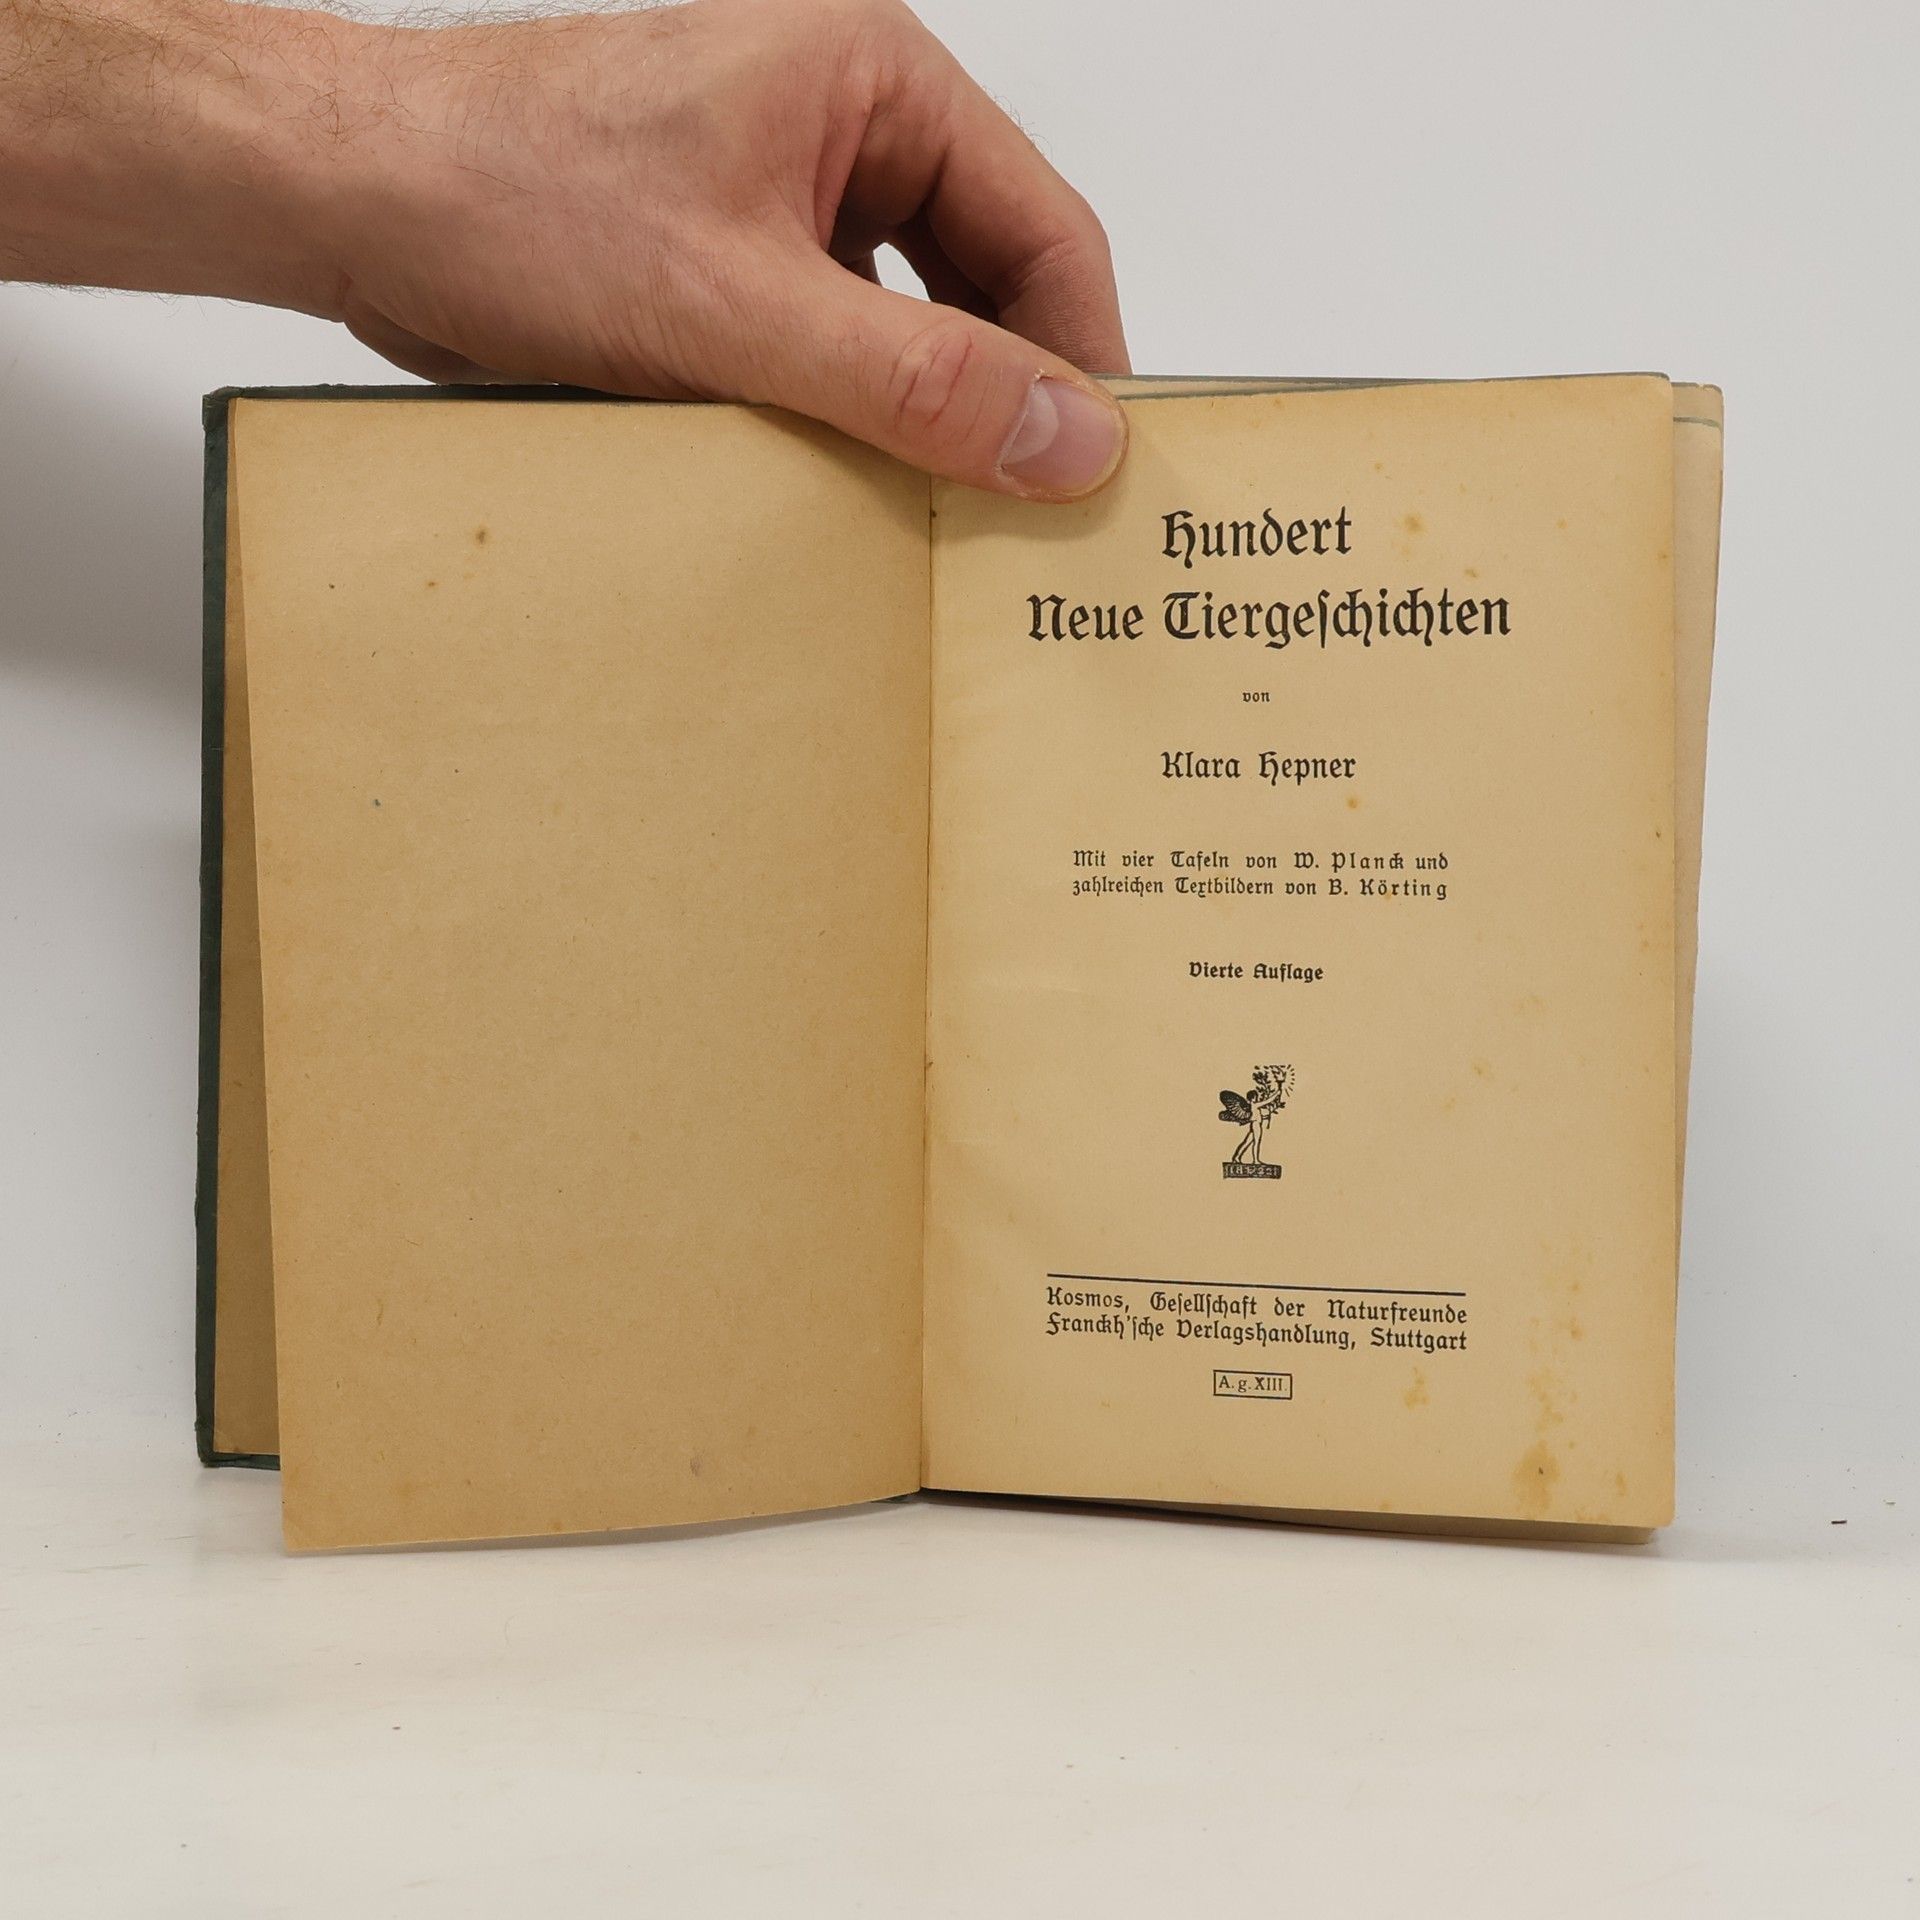 Hundert
Neue Tiergeſchichten
von
Klara Hepner
Mit vier Tafeln von W. Planck und
zahlreichen Textbildern von B. Körting
Vierte Auflage
Kosmos, Geſellſchaft der Naturfreunde
Franckh'ſche Verlagshandlung, Stuttgart
A. g. XIII.